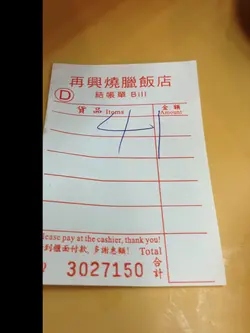 再興燒臘飯店
結帳單 Bill
D
貨品 Items 金額 Amount
41
Please pay at the cashier, thank you!
到櫃面付款, 多謝惠顧! Total
3027150 合計